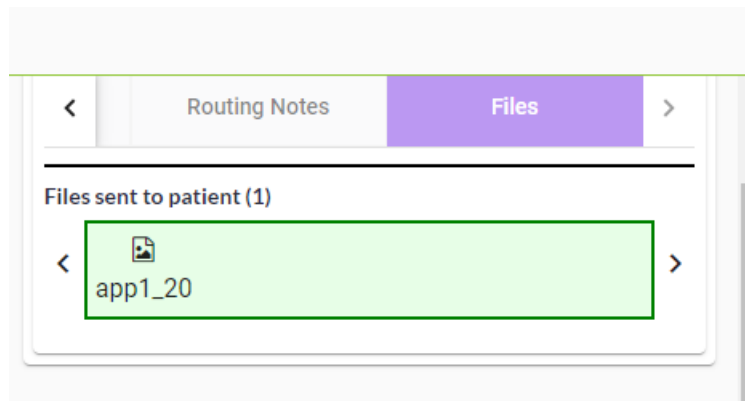 Routing Notes Files
Files sent to patient (1)
app1_20